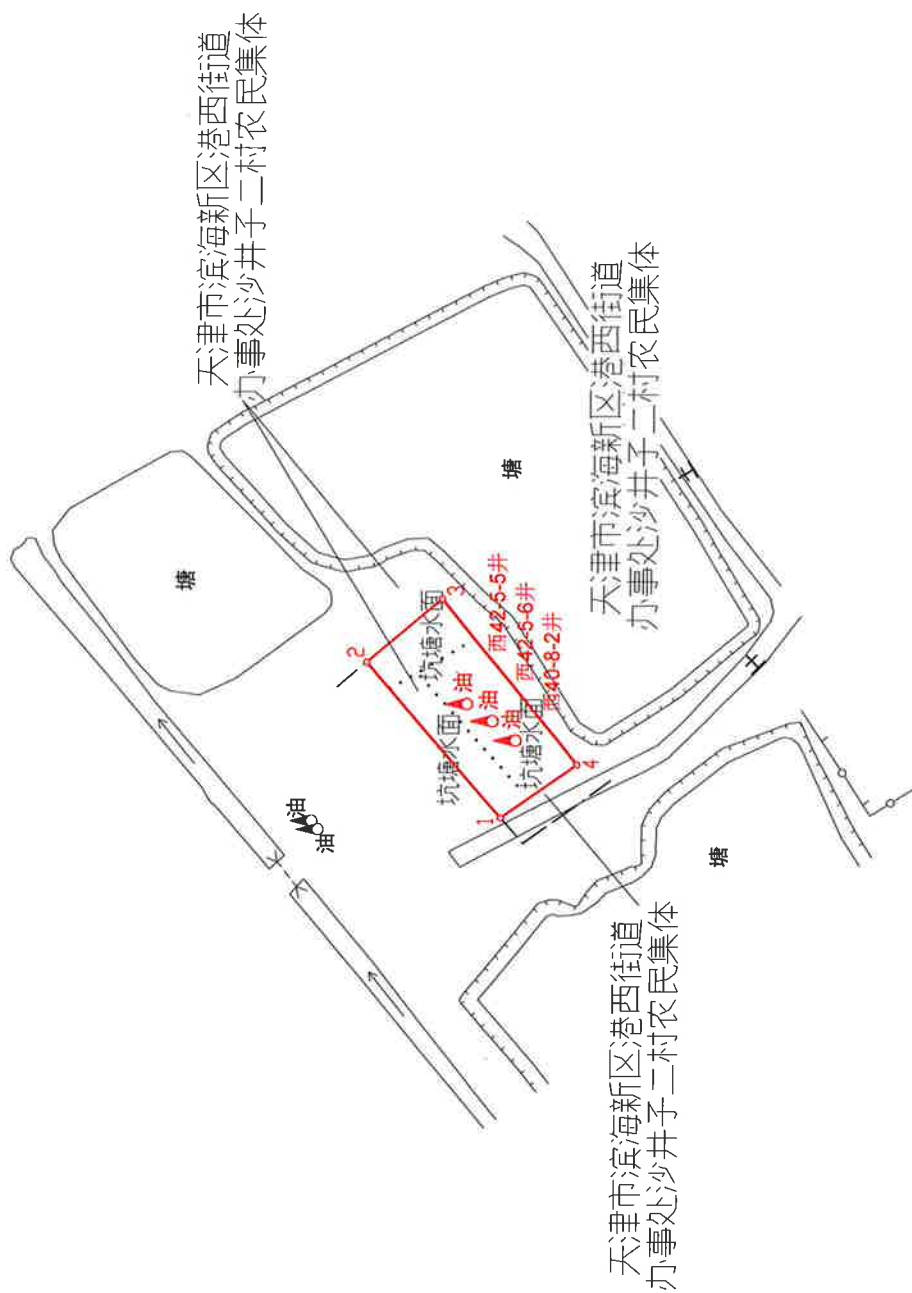 天津市滨海新区港西街道
办事处沙井子二村农民集体
塘
2
坑塘水面
3
油
油
坑塘水面
油
油
油
坑塘水面
1
4
西42-5-5井
西42-5-6井
西40-8-2井
塘
天津市滨海新区港西街道
办事处沙井子二村农民集体
塘
天津市滨海新区港西街道
办事处沙井子二村农民集体